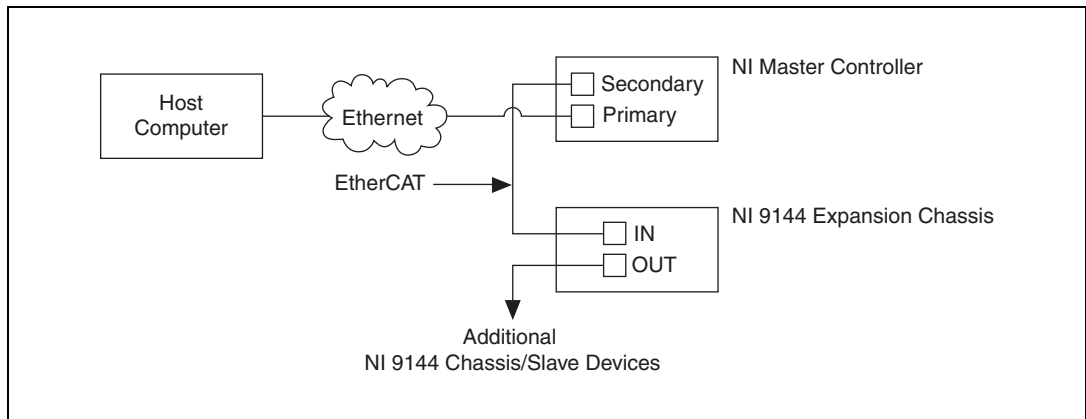 NI Master Controller
Secondary
Primary
Host
Computer
Ethernet
EtherCAT
NI 9144 Expansion Chassis
IN
OUT
Additional
NI 9144 Chassis/Slave Devices